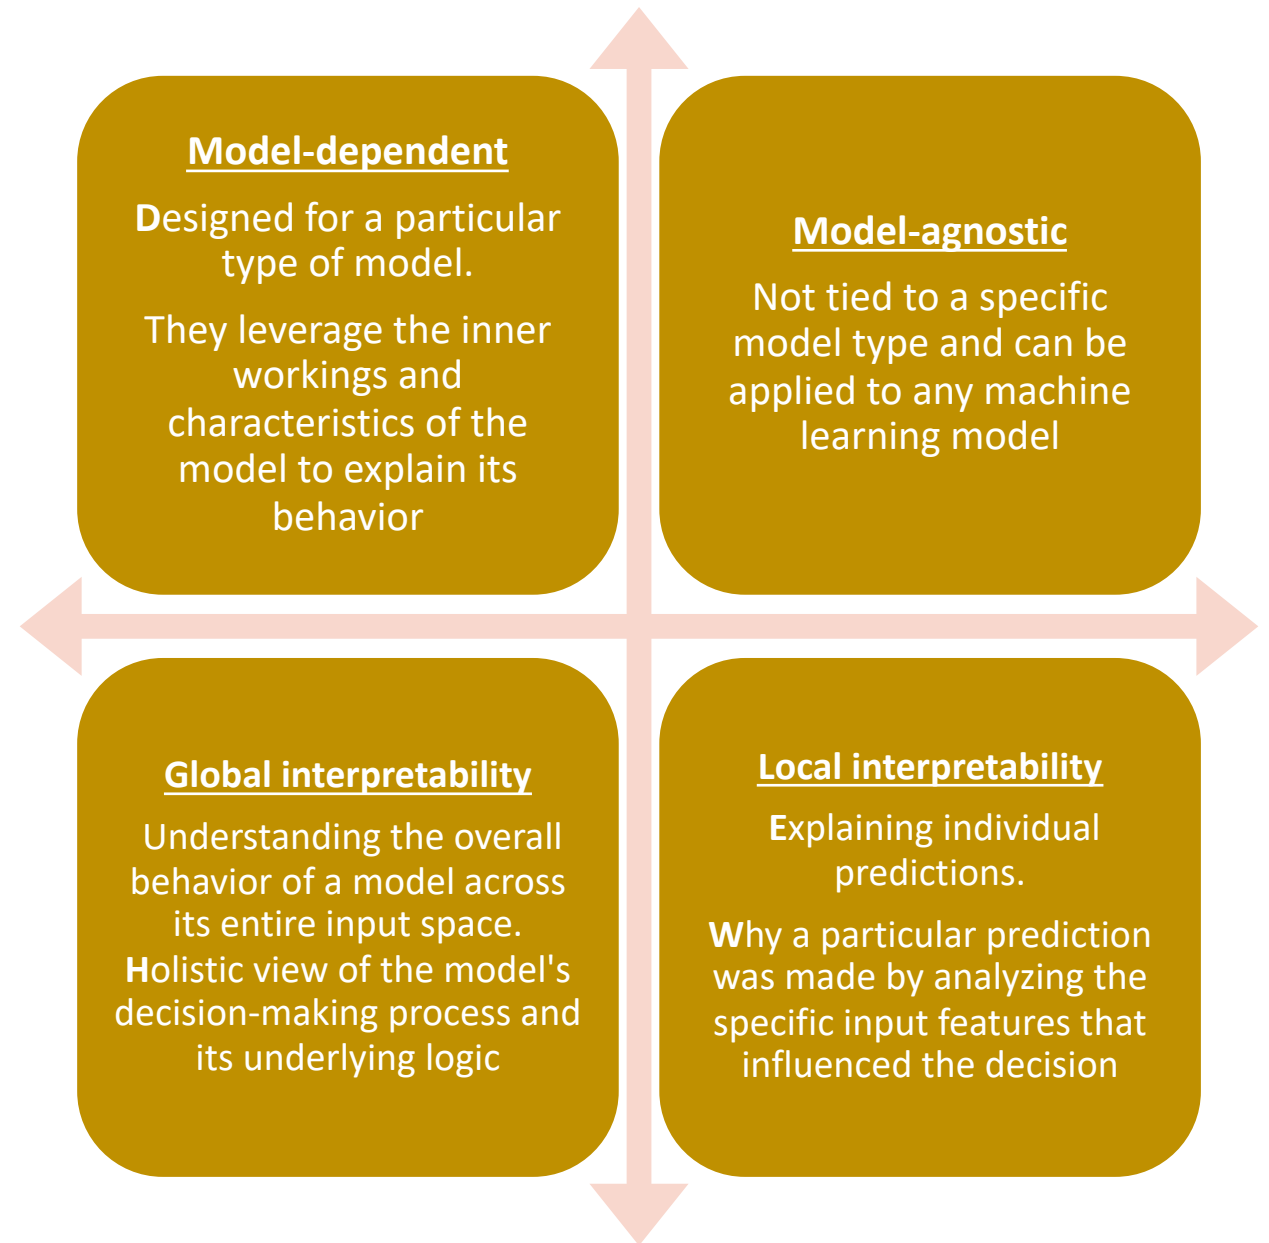 Model-dependent
Designed for a particular
type of model.
They leverage the inner
workings and
characteristics of the
model to explain its
behavior
Model-agnostic
Not tied to a specific
model type and can be
applied to any machine
learning model
Global interpretability
Understanding the overall
behavior of a model across
its entire input space.
Holistic view of the model's
decision-making process and
its underlying logic
Local interpretability
Explaining individual
predictions.
Why a particular prediction
was made by analyzing the
specific input features that
influenced the decision